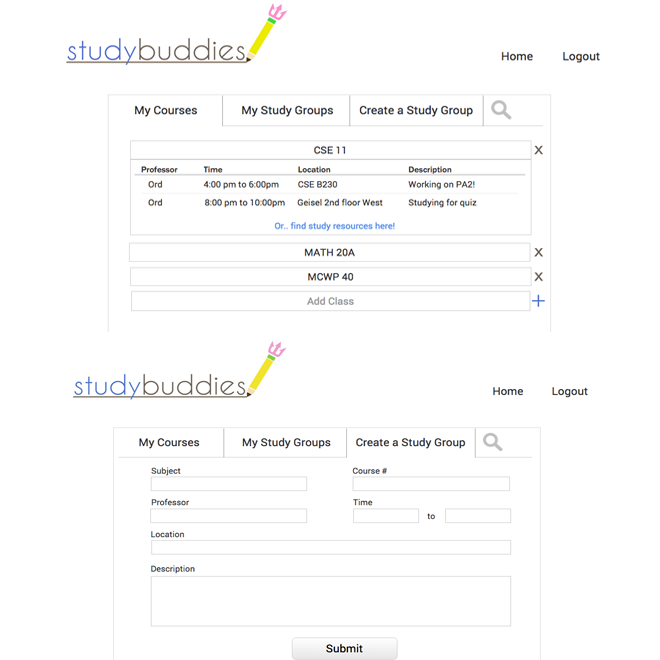 studybuddies
Home Logout
My Courses My Study Groups Create a Study Group
CSE 11 X
Professor Time Location Description
Ord 4:00 pm to 6:00pm CSE B230 Working on PA2!
Ord 8:00 pm to 10:00pm Geisel 2nd floor West Studying for quiz
Or.. find study resources here!
MATH 20A X
MCWP 40 X
Add Class +
studybuddies
Home Logout
My Courses My Study Groups Create a Study Group
Subject Course #
Professor Time
to
Location
Description
Submit